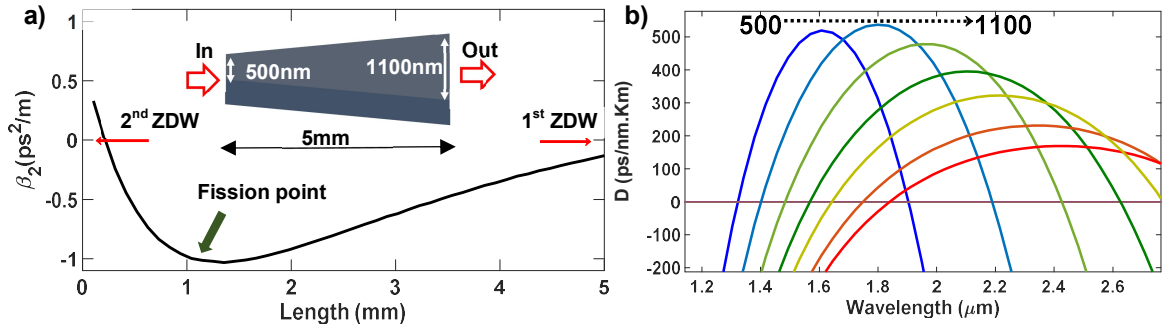 a)
1
0.5
0
-0.5
-1
β2(ps²/m)
In
Out
500nm
1100nm
5mm
2nd ZDW
1st ZDW
Fission point
0
1
2
3
4
5
Length (mm)
b)
500
1100
500
400
300
200
100
0
-100
-200
D (ps/nm.Km)
1.2
1.4
1.6
1.8
2
2.2
2.4
2.6
Wavelength (μm)